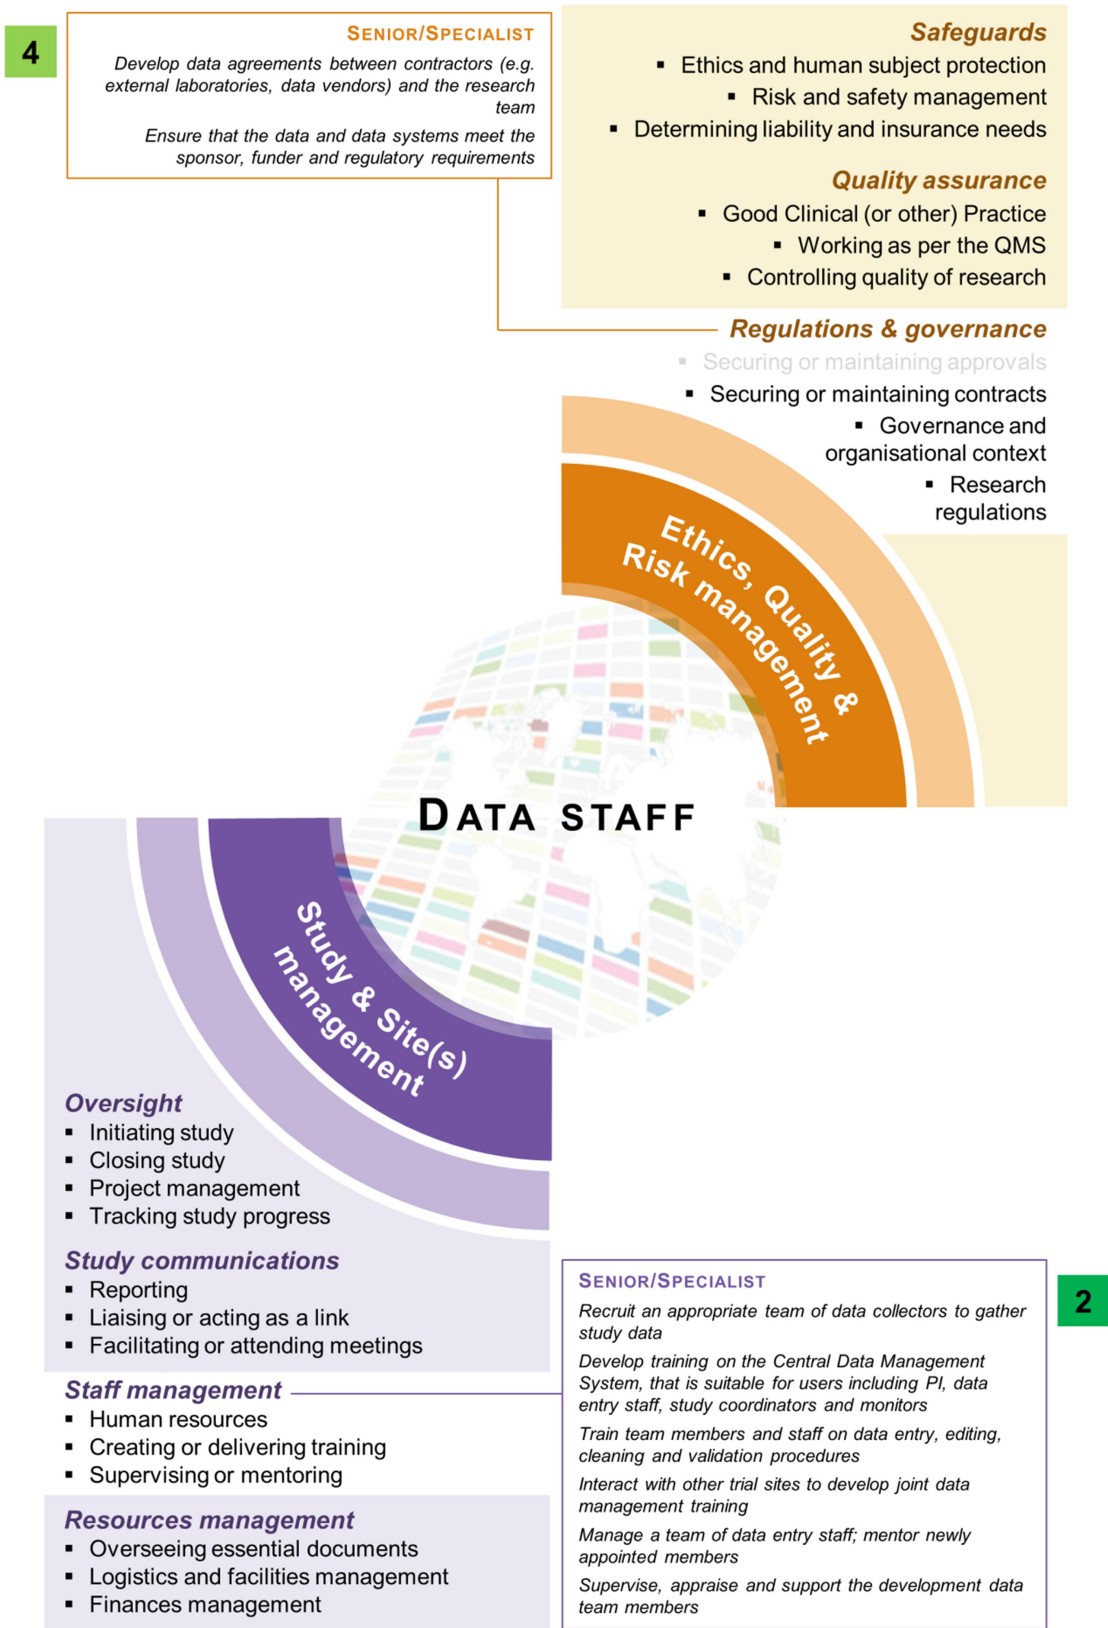 4
SENIOR/SPECIALIST
Develop data agreements between contractors (e.g.
external laboratories, data vendors) and the research
team
Ensure that the data and data systems meet the
sponsor, funder and regulatory requirements
Safeguards
▪ Ethics and human subject protection
▪ Risk and safety management
▪ Determining liability and insurance needs
Quality assurance
▪ Good Clinical (or other) Practice
▪ Working as per the QMS
▪ Controlling quality of research
Regulations & governance
▪ Securing or maintaining approvals
▪ Securing or maintaining contracts
▪ Governance and
organisational context
▪ Research
regulations
Ethics, Quality &
Risk management
DATA STAFF
Study & Site(s)
management
Oversight
▪ Initiating study
▪ Closing study
▪ Project management
▪ Tracking study progress
Study communications
▪ Reporting
▪ Liaising or acting as a link
▪ Facilitating or attending meetings
Staff management
▪ Human resources
▪ Creating or delivering training
▪ Supervising or mentoring
Resources management
▪ Overseeing essential documents
▪ Logistics and facilities management
▪ Finances management
SENIOR/SPECIALIST
Recruit an appropriate team of data collectors to gather
study data
Develop training on the Central Data Management
System, that is suitable for users including PI, data
entry staff, study coordinators and monitors
Train team members and staff on data entry, editing,
cleaning and validation procedures
Interact with other trial sites to develop joint data
management training
Manage a team of data entry staff; mentor newly
appointed members
Supervise, appraise and support the development data
team members
2